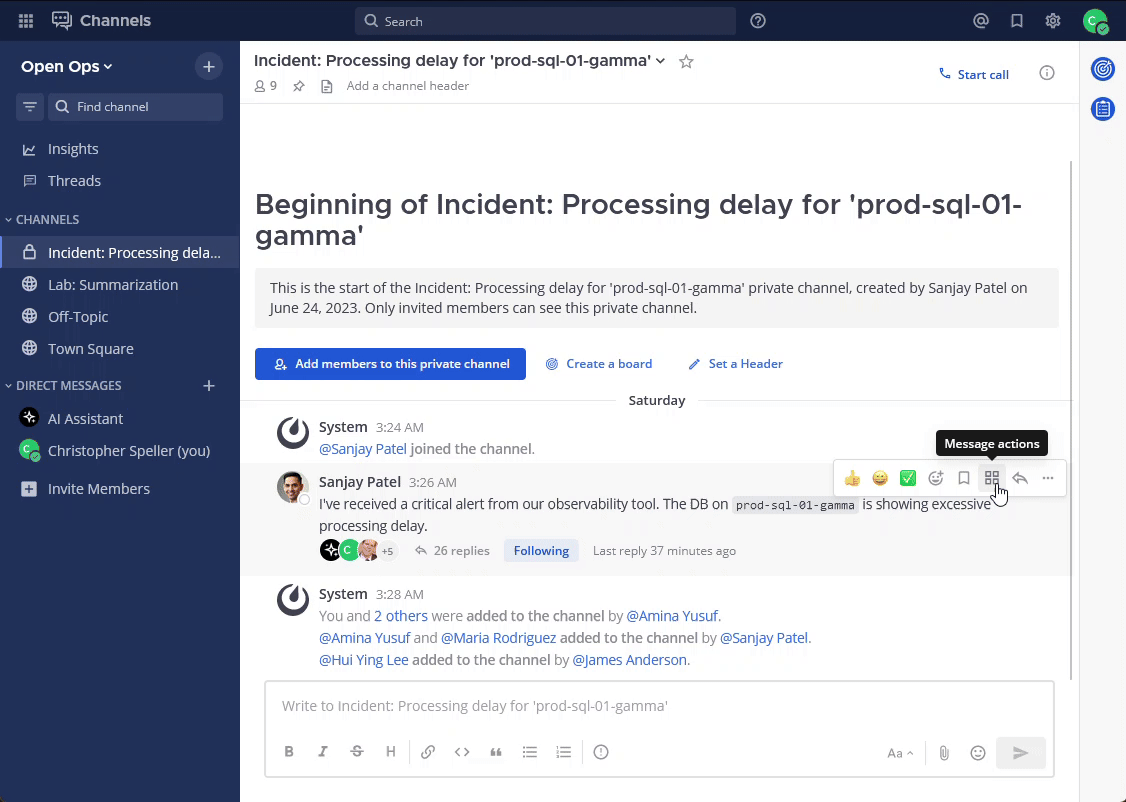 Channels
Search
Open Ops
Find channel
Insights
Threads
CHANNELS
Incident: Processing dela...
Lab: Summarization
Off-Topic
Town Square
DIRECT MESSAGES
AI Assistant
C Christopher Speller (you)
Invite Members
C
Incident: Processing delay for 'prod-sql-01-gamma'
9
Add a channel header
Start call
Beginning of Incident: Processing delay for 'prod-sql-01-
gamma'
This is the start of the Incident: Processing delay for 'prod-sql-01-gamma' private channel, created by Sanjay Patel on
June 24, 2023. Only invited members can see this private channel.
Add members to this private channel
Create a board
Set a Header
Saturday
System 3:24 AM
@Sanjay Patel joined the channel.
Message actions
Sanjay Patel 3:26 AM
I've received a critical alert from our observability tool. The DB on prod-sql-01-gamma is showing excessive
processing delay.
C +5 26 replies Following Last reply 37 minutes ago
System 3:28 AM
You and 2 others were added to the channel by @Amina Yusuf.
@Amina Yusuf and @Maria Rodriguez added to the channel by @Sanjay Patel.
@Hui Ying Lee added to the channel by @James Anderson.
Write to Incident: Processing delay for 'prod-sql-01-gamma'
B I S H Aa